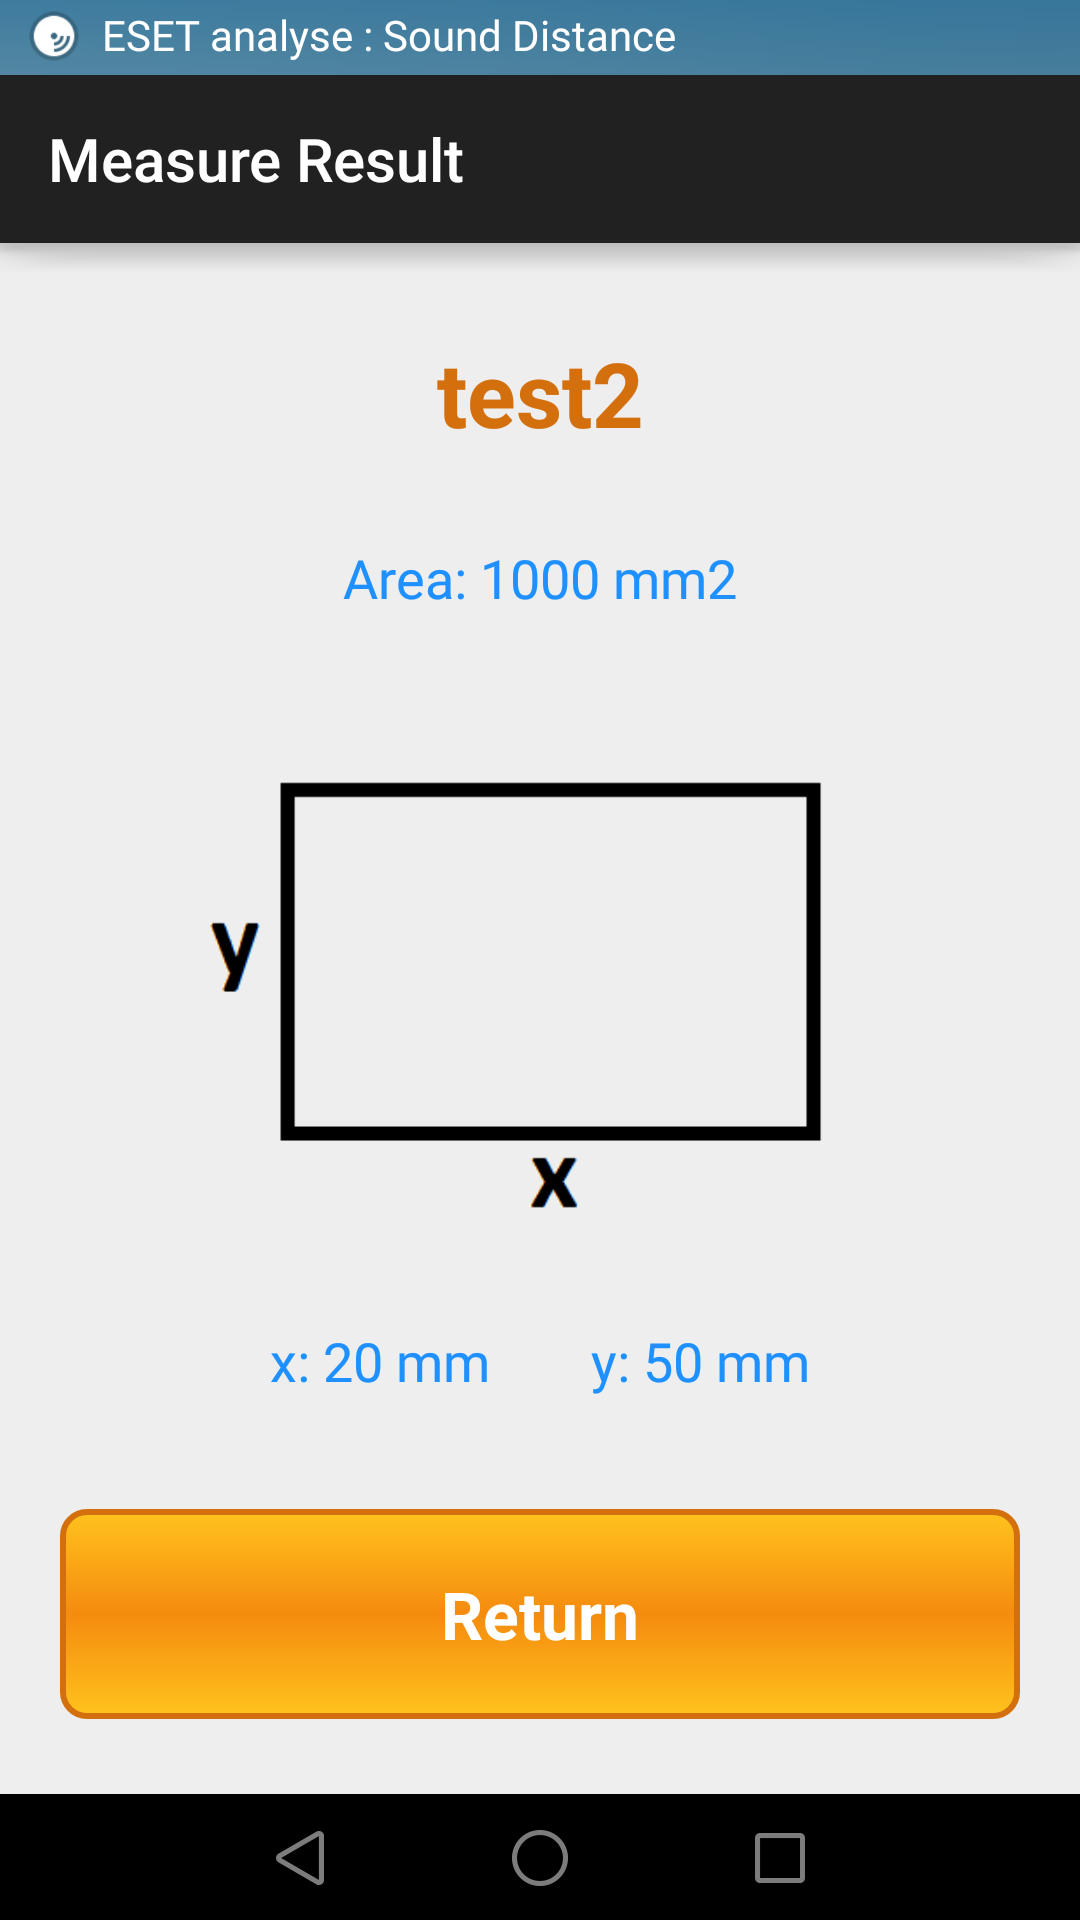 ESET analyse : Sound Distance
Measure Result
test2
Area: 1000 mm2
y
x
x: 20 mm y: 50 mm
Return